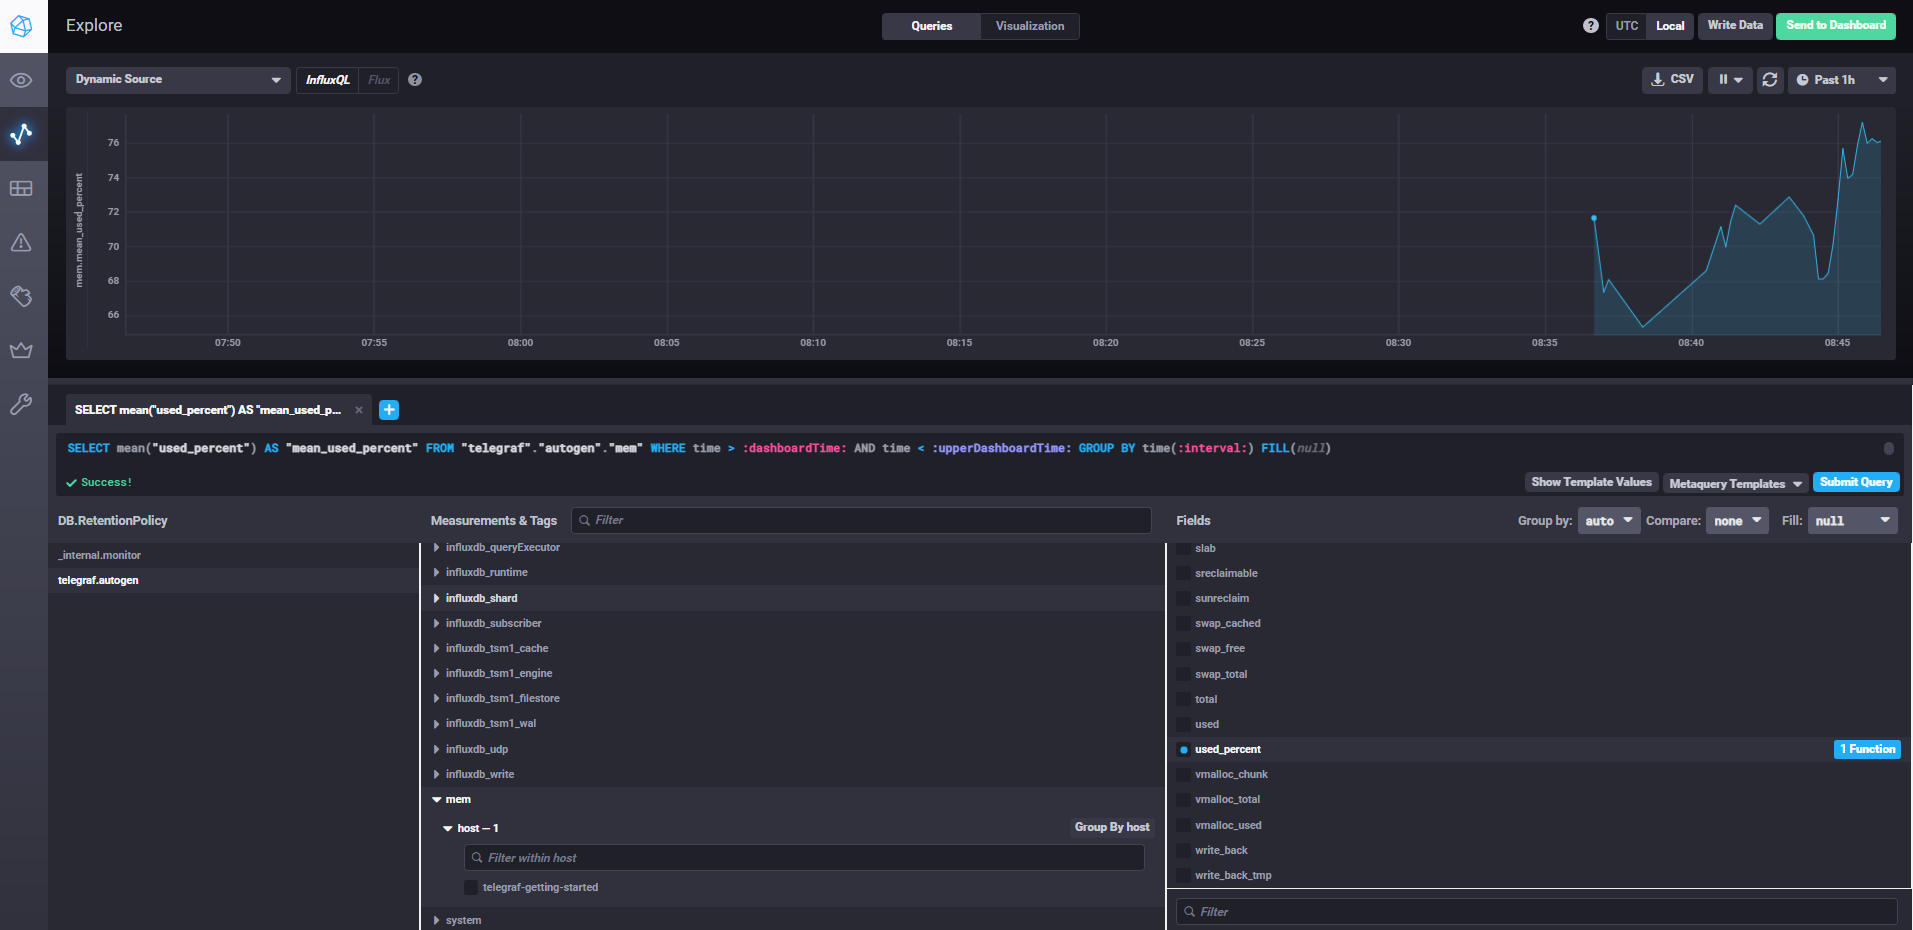 Explore
Queries
Visualization
?
UTC
Local
Write Data
Send to Dashboard
Dynamic Source
InfluxQL
Flux
?
CSV
Past 1h
mem.mean_used_percent
76
74
72
70
68
66
07:50
07:55
08:00
08:05
08:10
08:15
08:20
08:25
08:30
08:35
08:40
08:45
SELECT mean("used_percent") AS "mean_used_p...
×
+
SELECT mean("used_percent") AS "mean_used_percent" FROM "telegraf"."autogen"."mem" WHERE time > :dashboardTime: AND time < :upperDashboardTime: GROUP BY time(:interval:) FILL(null)
Success!
Show Template Values
Metaquery Templates
Submit Query
DB.RetentionPolicy
_internal.monitor
telegraf.autogen
Measurements & Tags
Filter
influxdb_queryExecutor
influxdb_runtime
influxdb_shard
influxdb_subscriber
influxdb_tsm1_cache
influxdb_tsm1_engine
influxdb_tsm1_filestore
influxdb_tsm1_wal
influxdb_udp
influxdb_write
mem
host — 1
Group By host
Filter within host
telegraf-getting-started
system
Fields
Group by:
auto
Compare:
none
Fill:
null
slab
sreclaimable
sunreclaim
swap_cached
swap_free
swap_total
total
used
used_percent
1 Function
vmalloc_chunk
vmalloc_total
vmalloc_used
write_back
write_back_tmp
Filter